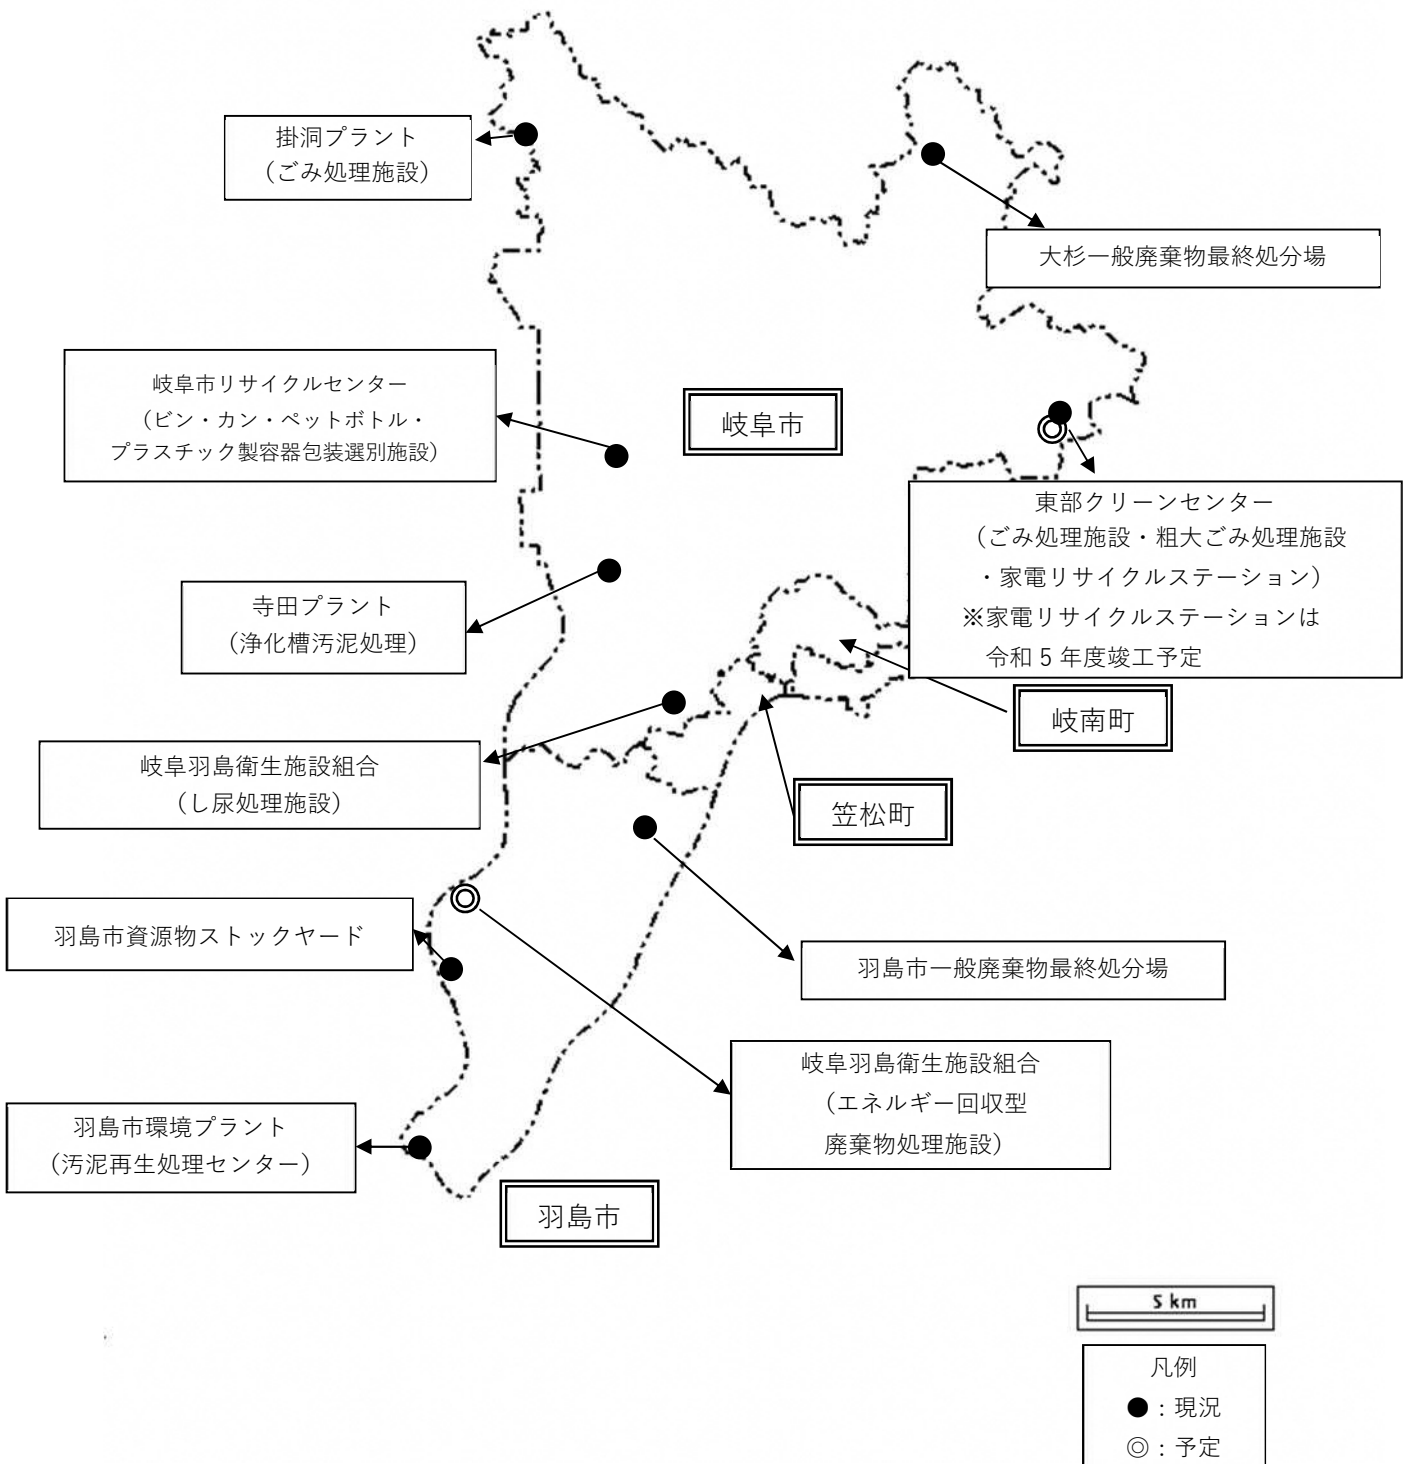 掛洞プラント
（ごみ処理施設）
大杉一般廃棄物最終処分場
岐阜市リサイクルセンター
（ビン・カン・ペットボトル・
プラスチック製容器包装選別施設）
岐阜市
東部クリーンセンター
（ごみ処理施設・粗大ごみ処理施設
・家電リサイクルステーション）
※家電リサイクルステーションは
令和５年度竣工予定
寺田プラント
（浄化槽汚泥処理）
岐南町
岐阜羽島衛生施設組合
（し尿処理施設）
笠松町
羽島市資源物ストックヤード
羽島市一般廃棄物最終処分場
岐阜羽島衛生施設組合
（エネルギー回収型
廃棄物処理施設）
羽島市環境プラント
（汚泥再生処理センター）
羽島市
5 km
凡例
●：現況
◎：予定